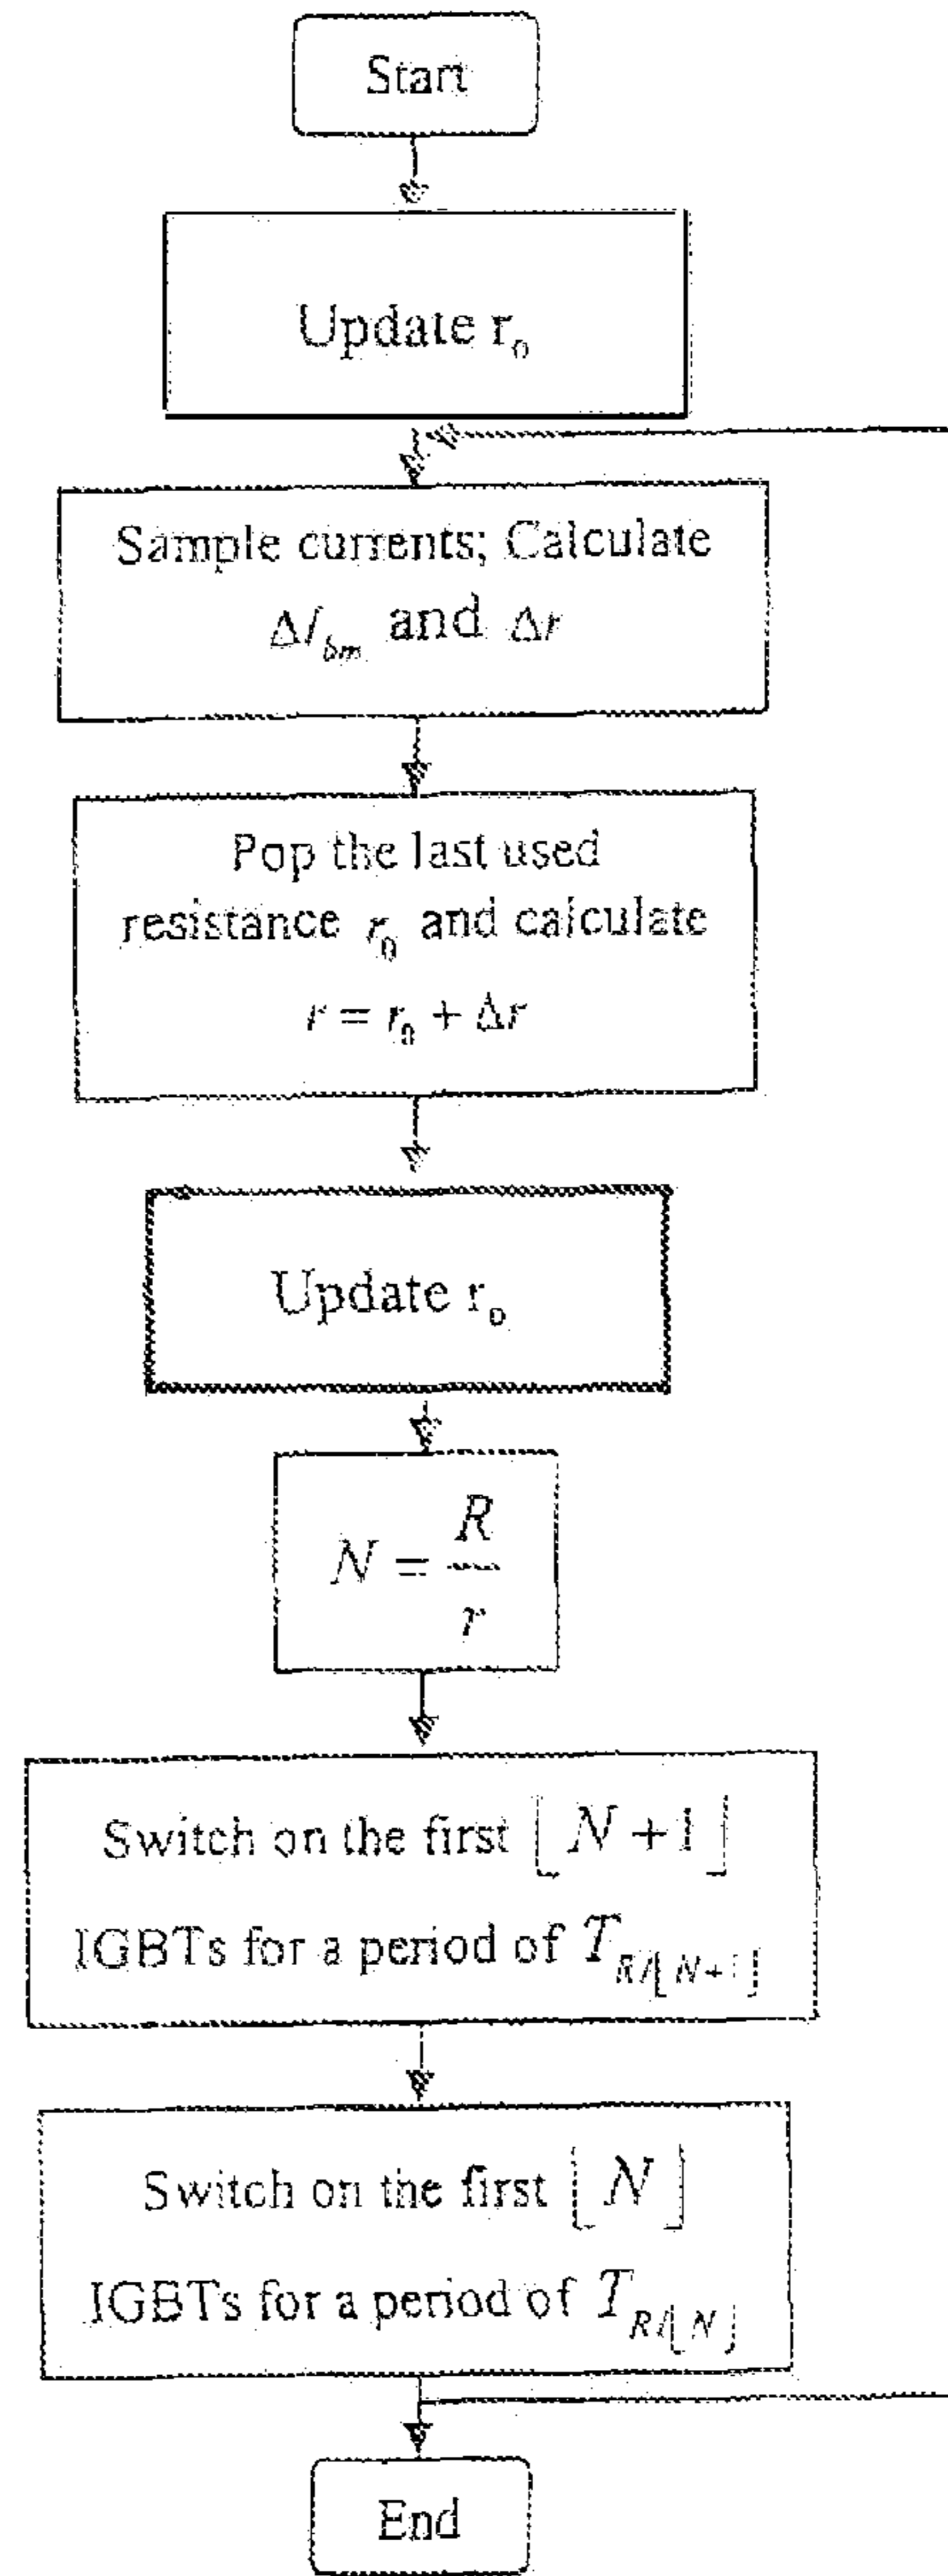 Start
Update r₀
Sample currents; Calculate
ΔI_bm and Δr
Pop the last used
resistance r₀ and calculate
r = r₀ + Δr
Update r₀
N = R/r
Switch on the first ⌊N+1⌋
IGBTs for a period of T_R/⌊N+1⌋
Switch on the first ⌊N⌋
IGBTs for a period of T_R/⌊N⌋
End